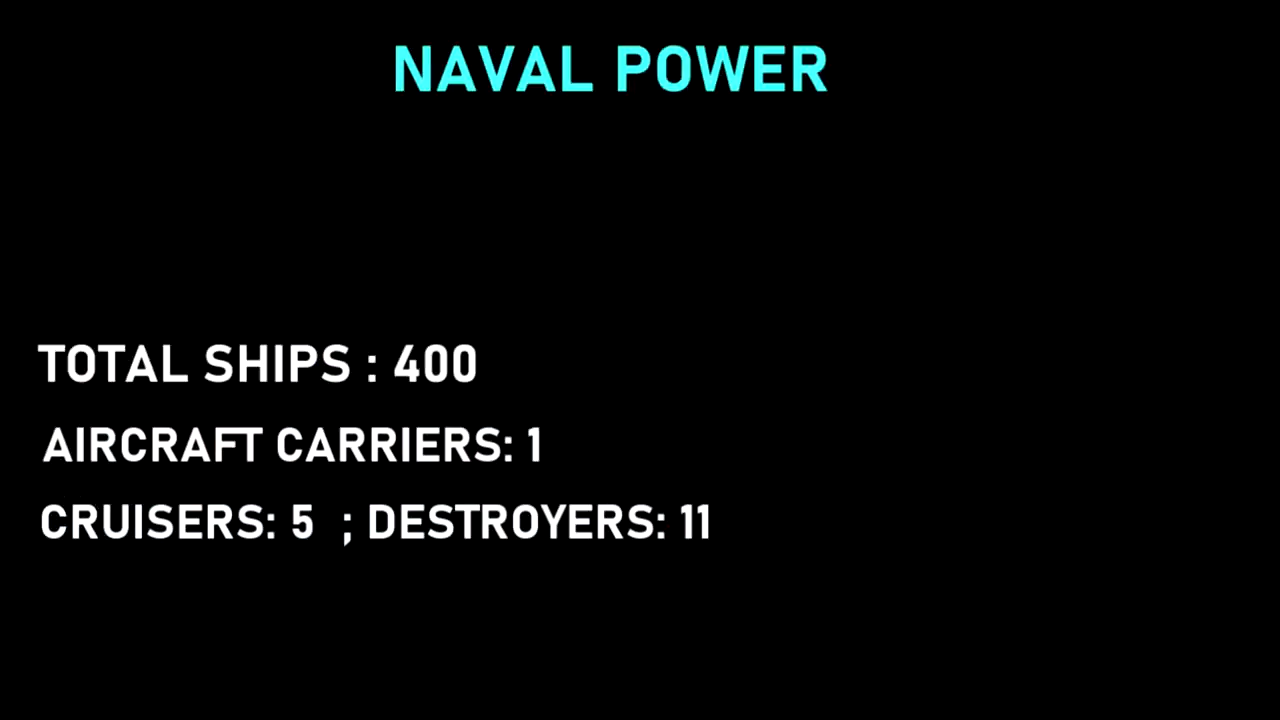 NAVAL POWER
TOTAL SHIPS : 400
AIRCRAFT CARRIERS: 1
CRUISERS: 5 ; DESTROYERS: 11